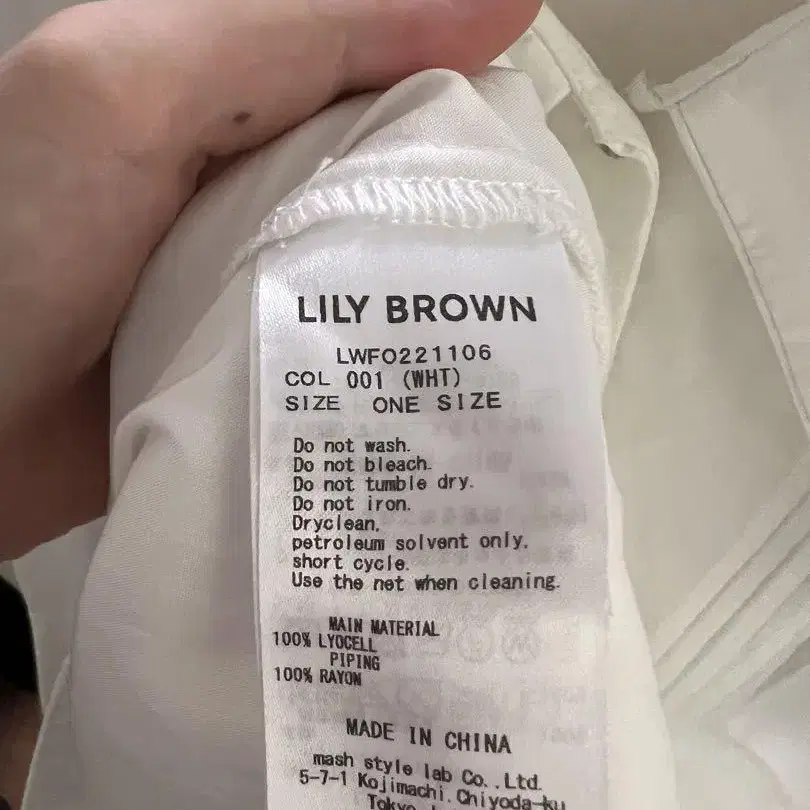 LILY BROWN
LWFO221106
COL 001 (WHT)
SIZE ONE SIZE
Do not wash.
Do not bleach.
Do not tumble dry.
Do not iron.
Dryclean,
petroleum solvent only,
short cycle.
Use the net when cleaning.
MAIN MATERIAL
100% LYOCELL
PIPING
100% RAYON
MADE IN CHINA
mash style lab Co.,Ltd.
5-7-1 Kojimachi,Chiyoda-ku
Tokyo